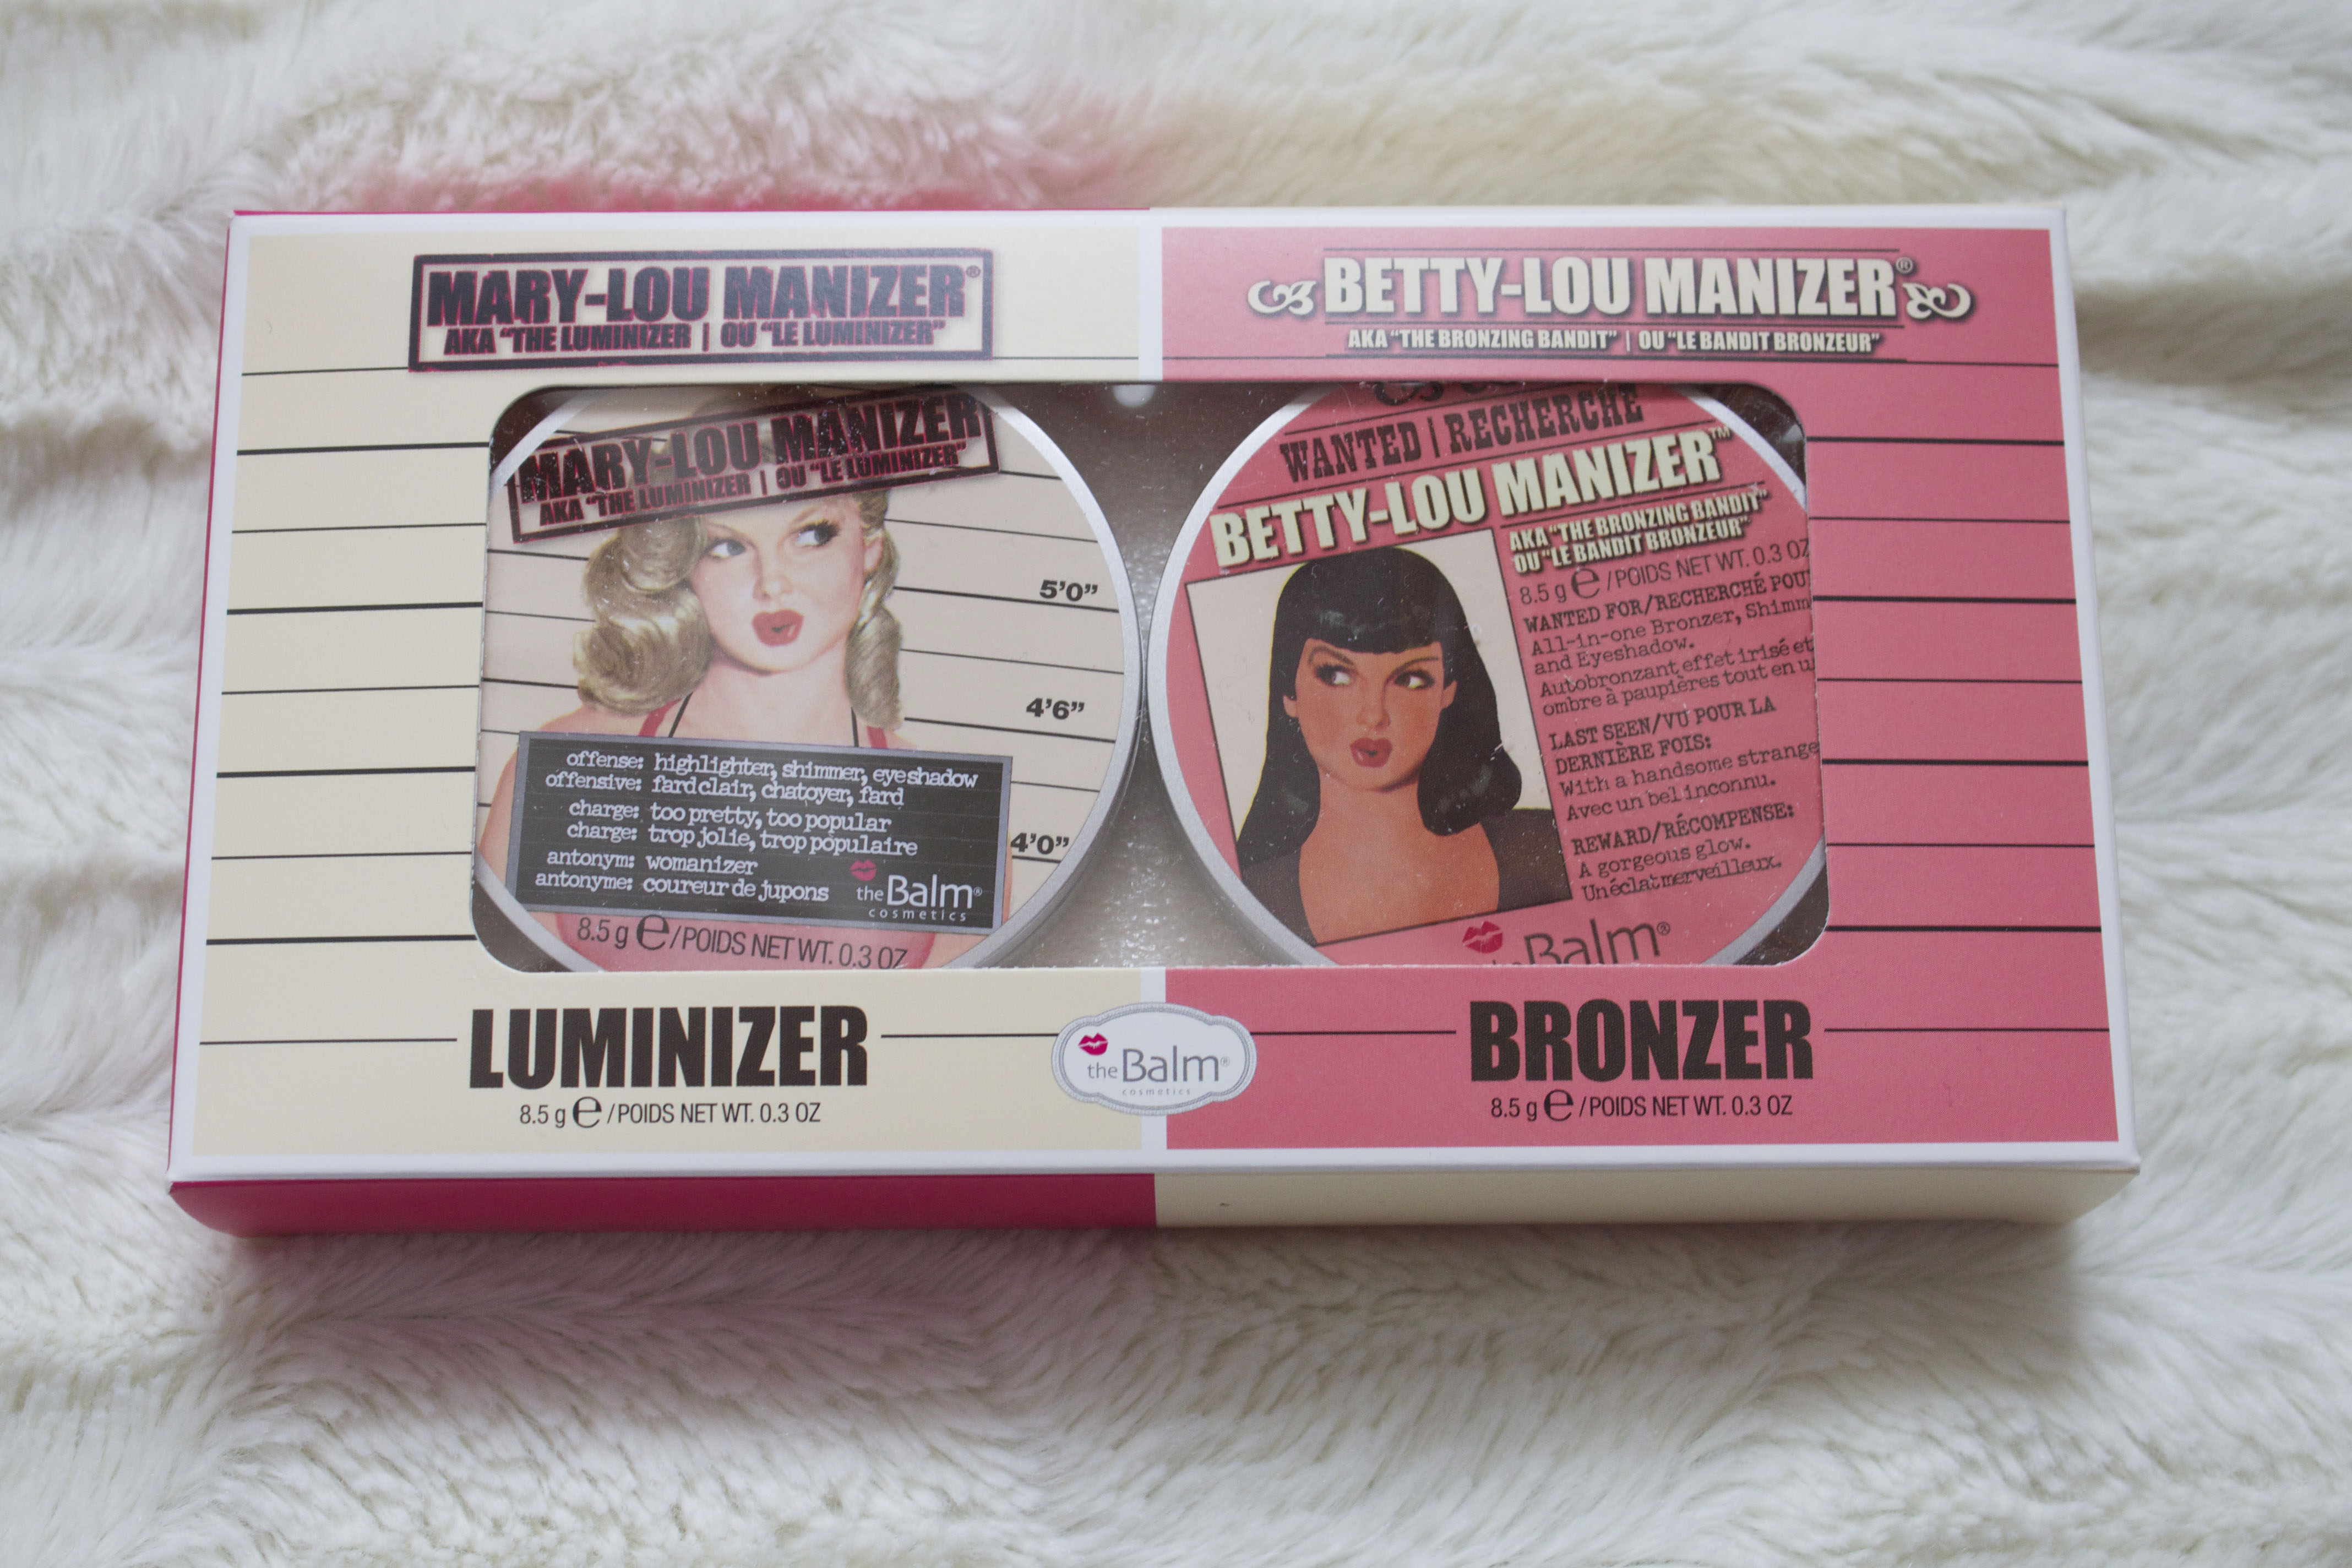 MARY-LOU MANIZER®
AKA "THE LUMINIZER | OU "LE LUMINIZER"
BETTY-LOU MANIZER®
AKA "THE BRONZING BANDIT" | OU "LE BANDIT BRONZEUR"
MARY-LOU MANIZER
AKA "THE LUMINIZER | OU "LE LUMINIZER"
5'0"
4'6"
4'0"
offense: highlighter, shimmer, eyeshadow
offensive: fard clair, chatoyer, fard
charge: too pretty, too popular
charge: trop jolie, trop populaire
antonym: womanizer
antonyme: coureur de jupons
theBalm®
cosmetics
8.5 g e /POIDS NET WT. 0.3 OZ
WANTED | RECHERCHE
BETTY-LOU MANIZER™
AKA "THE BRONZING BANDIT"
OU "LE BANDIT BRONZEUR"
8.5 g e /POIDS NET WT. 0.3 OZ
WANTED FOR/RECHERCHÉ POU
All-in-one Bronzer, Shimm
and Eyeshadow.
Autobronzant effet irisé et
ombre à paupières tout en u
LAST SEEN/VU POUR LA
DERNIÈRE FOIS:
With a handsome strange
Avec un bel inconnu.
REWARD/RÉCOMPENSE:
A gorgeous glow.
Un éclat merveilleux.
theBalm®
LUMINIZER
8.5 g e /POIDS NET WT. 0.3 OZ
theBalm®
cosmetics
BRONZER
8.5 g e /POIDS NET WT. 0.3 OZ